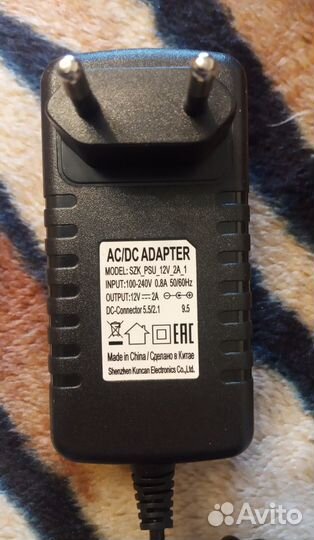 AC/DC ADAPTER
MODEL: SZK_PSU_12V_2A_1
INPUT:100-240V 0.8A 50/60Hz
OUTPUT:12V⎓2A
DC-Connector 5.5/2.1 9.5
EAC
Made in China / Сделано в Китае
Shenzhen Kuncan Electronics Co.,Ltd.
Avito